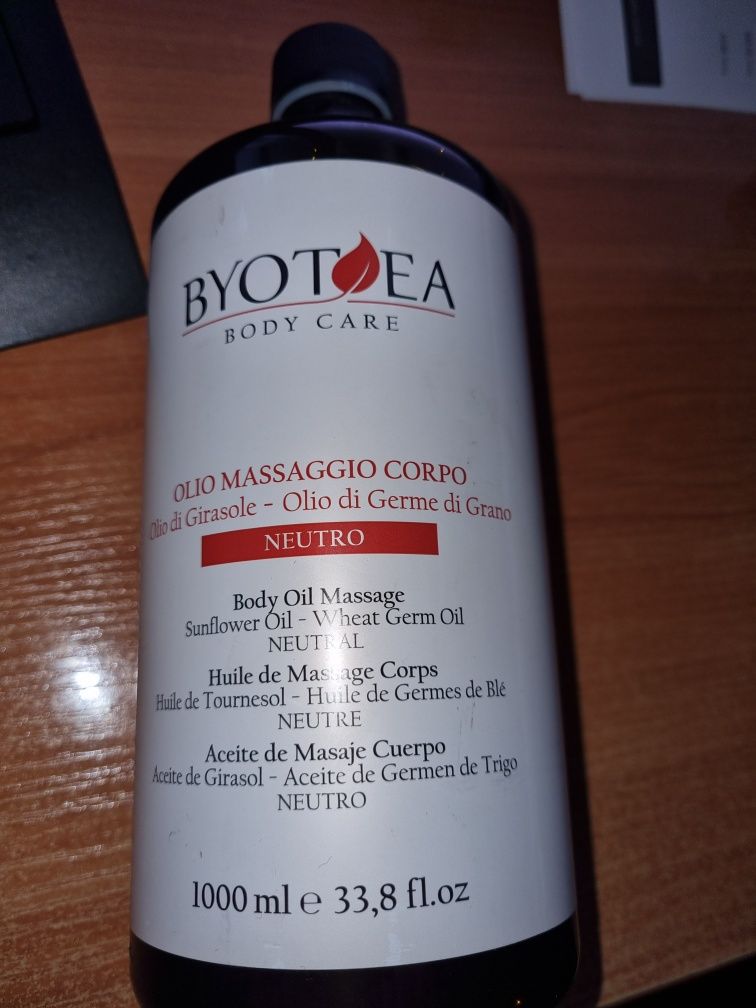 BYOTEA
BODY CARE
OLIO MASSAGGIO CORPO
Olio di Girasole - Olio di Germe di Grano
NEUTRO
Body Oil Massage
Sunflower Oil - Wheat Germ Oil
NEUTRAL
Huile de Massage Corps
Huile de Tournesol - Huile de Germes de Blé
NEUTRE
Aceite de Masaje Cuerpo
Aceite de Girasol - Aceite de Germen de Trigo
NEUTRO
1000 ml ℮ 33,8 fl.oz